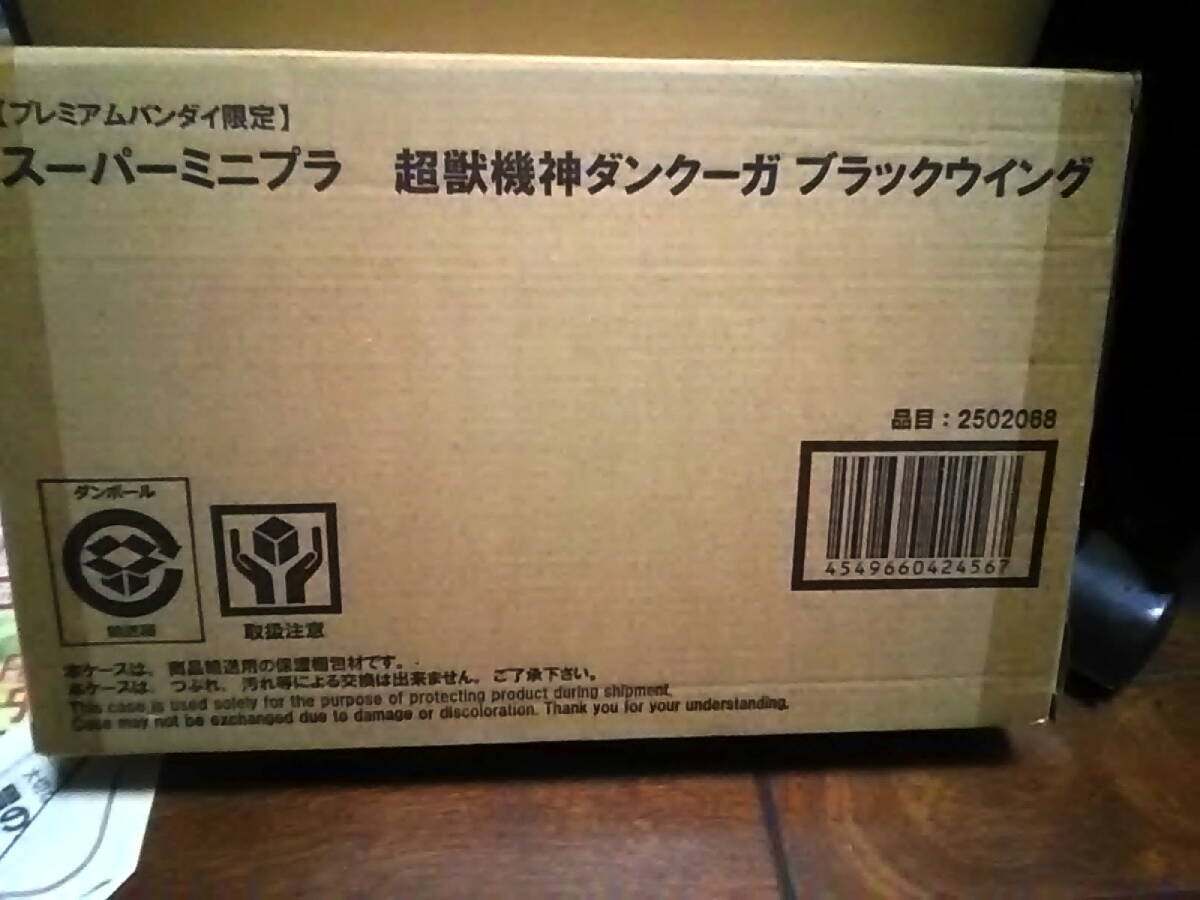 【プレミアムバンダイ限定】
スーパーミニプラ 超獣機神ダンクーガ ブラックウイング
品目：2502068
4549660424567
ダンボール
輸送箱
取扱注意
本ケースは、商品輸送用の保護梱包材です。
本ケースは、つぶれ、汚れ等による交換は出来ません。ご了承下さい。
This case is used solely for the purpose of protecting product during shipment.
Case may not be exchanged due to damage or discoloration. Thank you for your understanding.